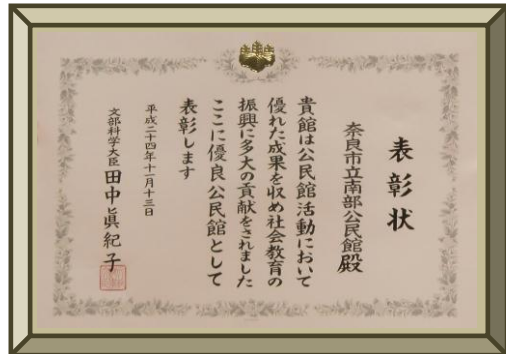 表彰状
奈良市立南部公民館殿
貴館は公民館活動において
優れた成果を収め社会教育の
振興に多大の貢献をされました
ここに優良公民館として
表彰します
平成二十四年十一月十三日
文部科学大臣 田中眞紀子